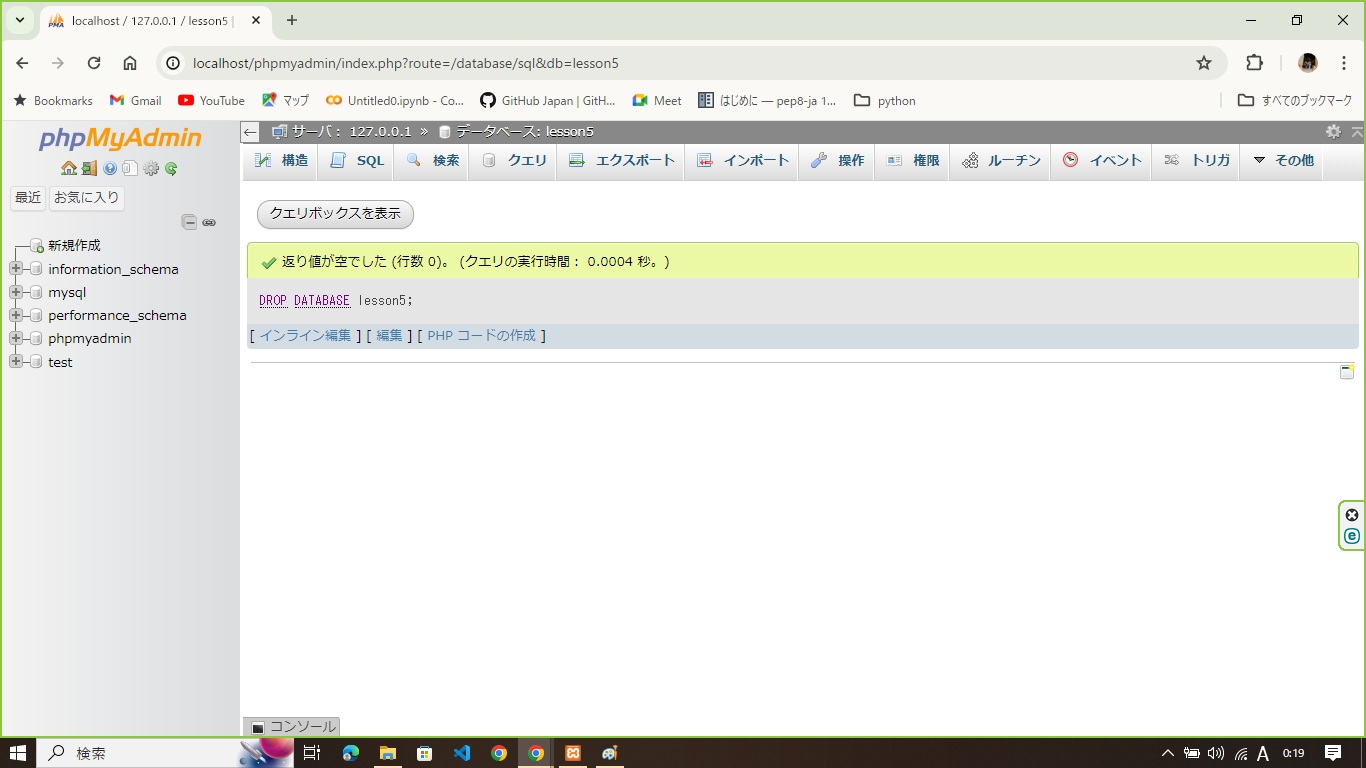 localhost / 127.0.0.1 / lesson5 |
localhost/phpmyadmin/index.php?route=/database/sql&db=lesson5
Bookmarks Gmail YouTube マップ Untitled0.ipynb - Co... GitHub Japan | GitH... Meet はじめに — pep8-ja 1... python すべてのブックマーク
phpMyAdmin
最近 お気に入り
新規作成
information_schema
mysql
performance_schema
phpmyadmin
test
サーバ： 127.0.0.1 » データベース: lesson5
構造 SQL 検索 クエリ エクスポート インポート 操作 権限 ルーチン イベント トリガ その他
クエリボックスを表示
返り値が空でした (行数 0)。 (クエリの実行時間： 0.0004 秒。)
DROP DATABASE lesson5;
[ インライン編集 ] [ 編集 ] [ PHP コードの作成 ]
コンソール
検索 A 0:19